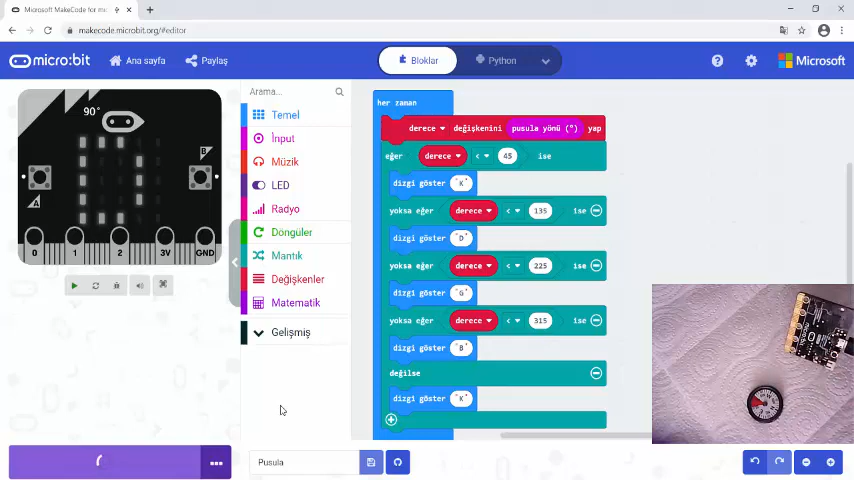 Microsoft MakeCode for mi
makecode.microbit.org/#editor
micro:bit
Ana sayfa
Paylaş
Bloklar
Python
Microsoft
Arama...
Temel
İnput
Müzik
LED
Radyo
Döngüler
Mantık
Değişkenler
Matematik
Gelişmiş
90°
A
B
0
1
2
3V
GND
her zaman
derece değişkenini pusula yönü (°) yap
eğer derece < 45 ise
dizgi göster "K"
yoksa eğer derece < 135 ise
dizgi göster "D"
yoksa eğer derece < 225 ise
dizgi göster "G"
yoksa eğer derece < 315 ise
dizgi göster "B"
değilse
dizgi göster "K"
Pusula